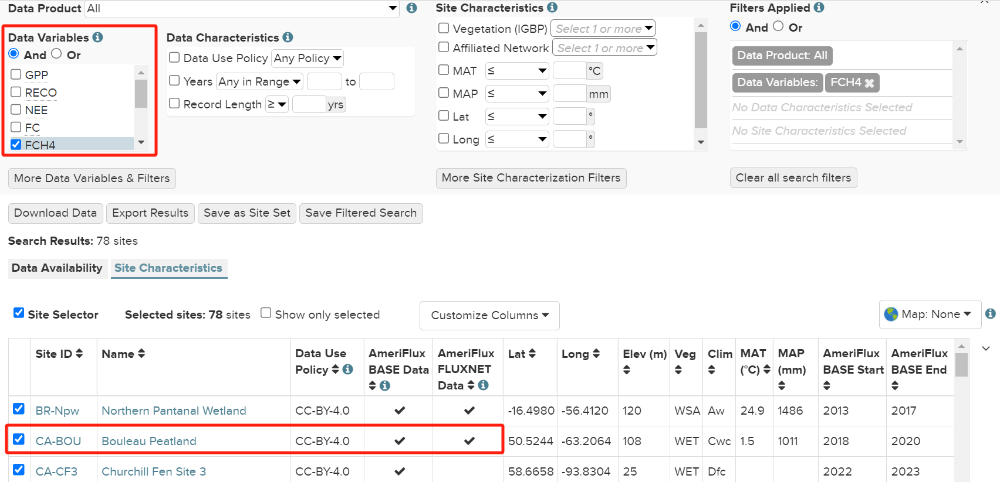 Data Product All
Site Characteristics
Filters Applied
And Or
Data Variables
And Or
GPP
RECO
NEE
FC
FCH4
Data Characteristics
Data Use Policy Any Policy
Years Any in Range to
Record Length ≥ yrs
Vegetation (IGBP) Select 1 or more
Affiliated Network Select 1 or more
MAT ≤ °C
MAP ≤ mm
Lat ≤ °
Long ≤ °
Data Product: All
Data Variables: FCH4
No Data Characteristics Selected
No Site Characteristics Selected
More Data Variables & Filters
More Site Characterization Filters
Clear all search filters
Download Data Export Results Save as Site Set Save Filtered Search
Search Results: 78 sites
Data Availability Site Characteristics
Site Selector Selected sites: 78 sites Show only selected Customize Columns Map: None
Site ID Name Data Use Policy AmeriFlux BASE Data AmeriFlux FLUXNET Data Lat Long Elev (m) Veg Clim MAT (°C) MAP (mm) AmeriFlux BASE Start AmeriFlux BASE End
BR-Npw Northern Pantanal Wetland CC-BY-4.0 ✔ ✔ -16.4980 -56.4120 120 WSA Aw 24.9 1486 2013 2017
CA-BOU Bouleau Peatland CC-BY-4.0 ✔ ✔ 50.5244 -63.2064 108 WET Cwc 1.5 1011 2018 2020
CA-CF3 Churchill Fen Site 3 CC-BY-4.0 ✔ 58.6658 -93.8304 25 WET Dfc 2022 2023